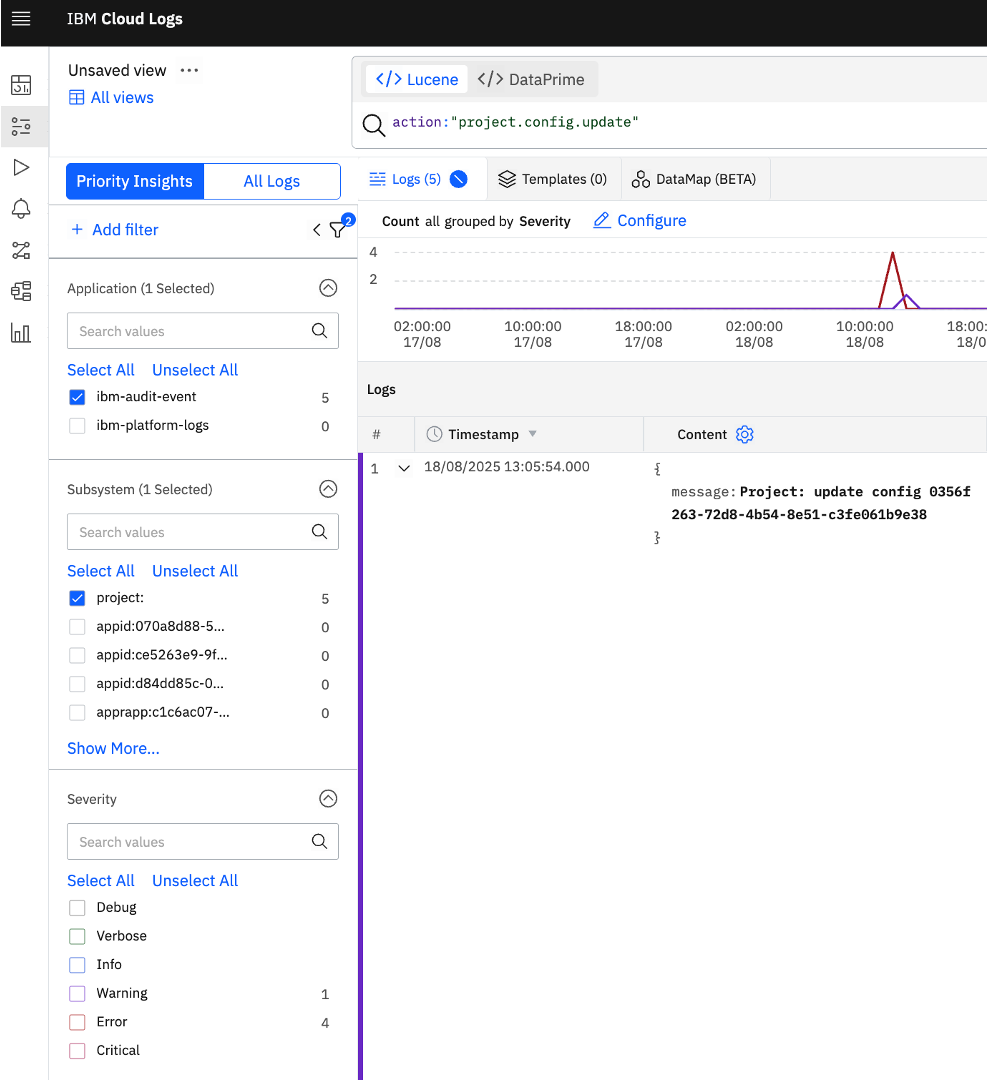 IBM Cloud Logs
Unsaved view
All views
Lucene
DataPrime
action:"project.config.update"
Priority Insights
All Logs
Logs (5)
Templates (0)
DataMap (BETA)
+ Add filter
2
Count all grouped by Severity
Configure
4
2
02:00:00 10:00:00 18:00:00 02:00:00 10:00:00 18:00:
17/08 17/08 17/08 18/08 18/08 18/0
Application (1 Selected)
Search values
Select All Unselect All
ibm-audit-event 5
ibm-platform-logs 0
Subsystem (1 Selected)
Search values
Select All Unselect All
project: 5
appid:070a8d88-5... 0
appid:ce5263e9-9f... 0
appid:d84dd85c-0... 0
apprapp:c1c6ac07-... 0
Show More...
Severity
Search values
Select All Unselect All
Debug
Verbose
Info
Warning 1
Error 4
Critical
Logs
# Timestamp Content
1 18/08/2025 13:05:54.000 {
message: Project: update config 0356f
263-72d8-4b54-8e51-c3fe061b9e38
}